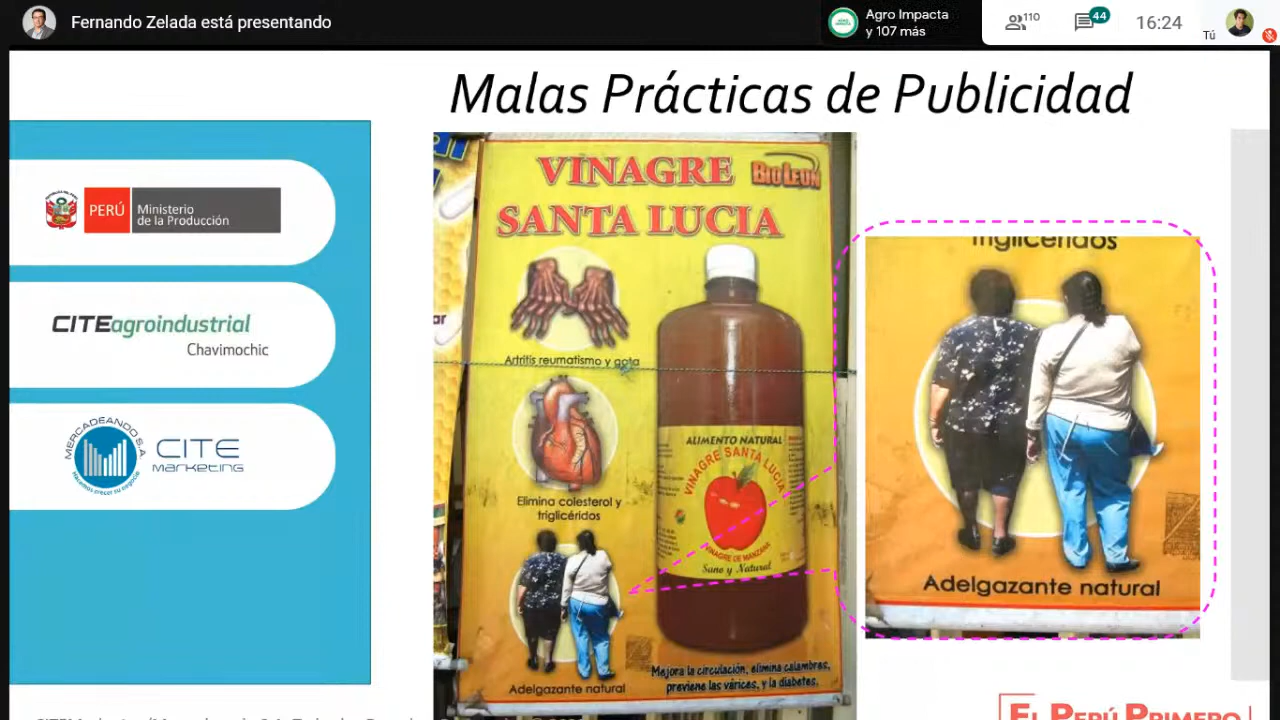 Fernando Zelada está presentando
Agro Impacta
y 107 más
110
44
16:24
Tú
Malas Prácticas de Publicidad
PERÚ
Ministerio
de la Producción
CITEagroindustrial
Chavimochic
MERCADEANDO S.A.
CITE
marketing
VINAGRE
BIOLEON
SANTA LUCIA
Artritis reumatismo y gota
Elimina colesterol y
triglicéridos
Adelgazante natural
ALIMENTO NATURAL
VINAGRE SANTA LUCIA
VINAGRE DE MANZANA
Sano y Natural
Mejora la circulación, elimina calambres,
previene las várices, y la diabetes.
triglicéridos
Adelgazante natural
EL PERÚ PRIMERO